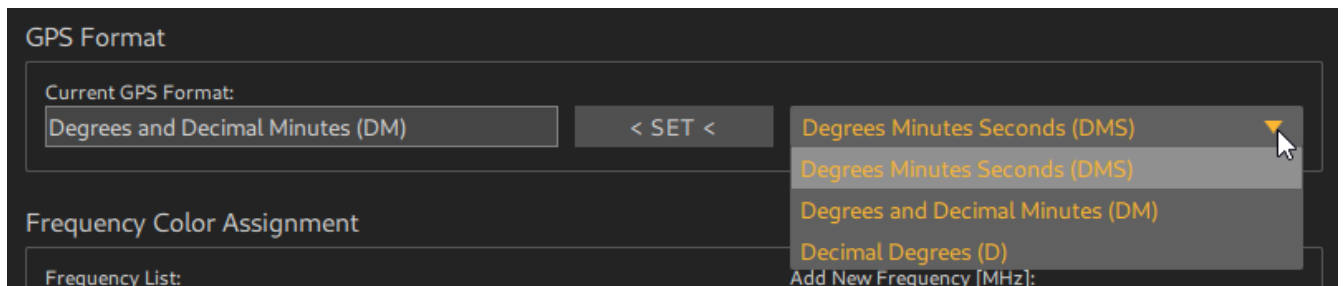 GPS Format
Current GPS Format:
Degrees and Decimal Minutes (DM)
< SET <
Degrees Minutes Seconds (DMS)
Degrees Minutes Seconds (DMS)
Degrees and Decimal Minutes (DM)
Decimal Degrees (D)
Frequency Color Assignment
Frequency List:
Add New Frequency [MHz]: